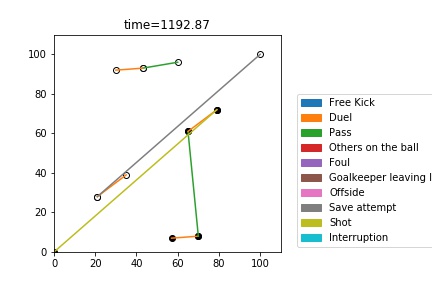 time=1192.87
100
80
60
40
20
0
0
20
40
60
80
100
Free Kick
Duel
Pass
Others on the ball
Foul
Goalkeeper leaving l
Offside
Save attempt
Shot
Interruption